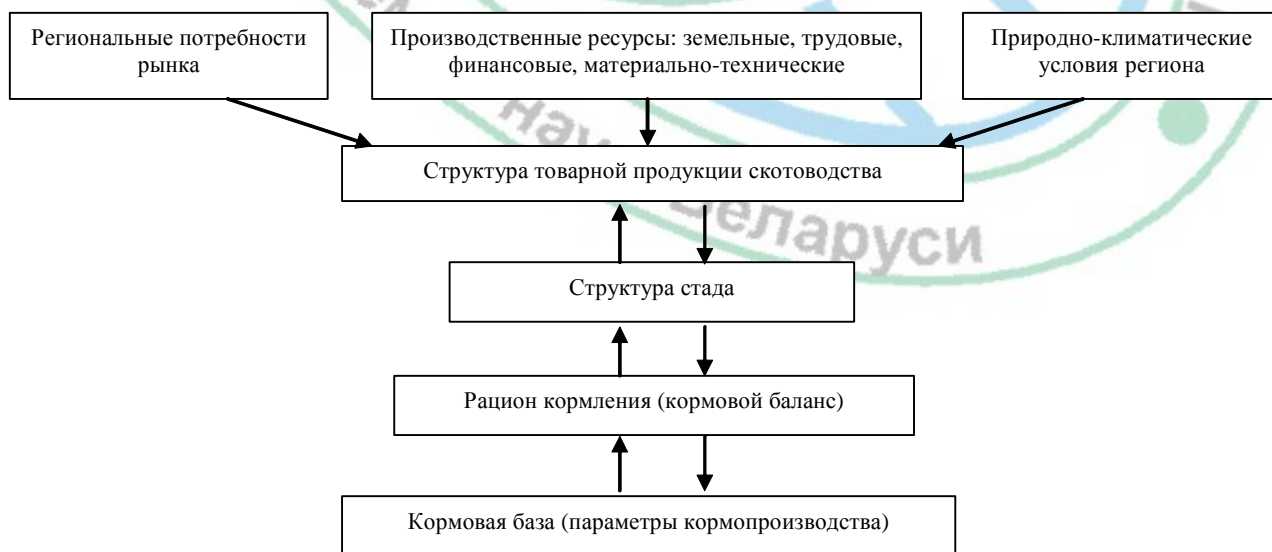 Региональные потребности
рынка
Производственные ресурсы: земельные, трудовые,
финансовые, материально-технические
Природно-климатические
условия региона
Структура товарной продукции скотоводства
Беларуси
Структура стада
Рацион кормления (кормовой баланс)
Кормовая база (параметры кормопроизводства)